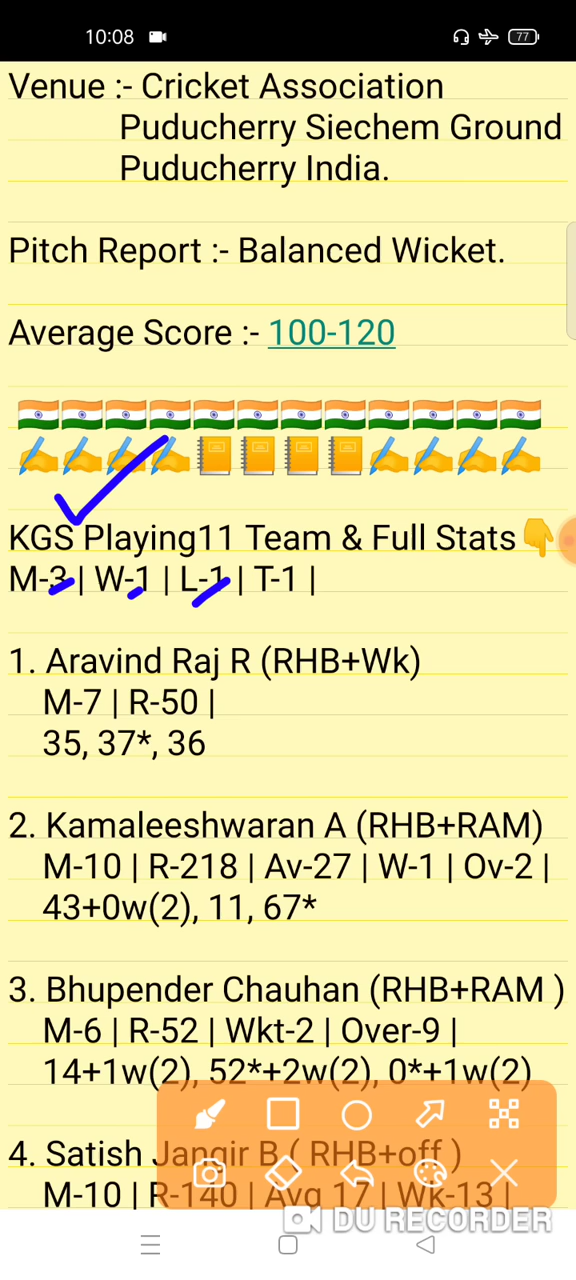 10:08
77
Venue :- Cricket Association
Puducherry Siechem Ground
Puducherry India.
Pitch Report :- Balanced Wicket.
Average Score :- 100-120
KGS Playing11 Team & Full Stats
M-3 | W-1 | L-1 | T-1 |
1. Aravind Raj R (RHB+Wk)
M-7 | R-50 |
35, 37*, 36
2. Kamaleeshwaran A (RHB+RAM)
M-10 | R-218 | Av-27 | W-1 | Ov-2 |
43+0w(2), 11, 67*
3. Bhupender Chauhan (RHB+RAM )
M-6 | R-52 | Wkt-2 | Over-9 |
14+1w(2), 52*+2w(2), 0*+1w(2)
4. Satish Jangir B ( RHB+off )
M-10 | R-140 | Avg 17 | Wk-13 |
DU RECORDER